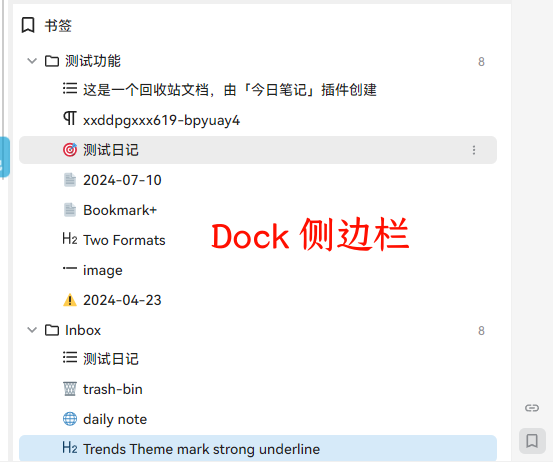 书签
测试功能 8
这是一个回收站文档，由「今日笔记」插件创建
xxddpgxxx619-bpyuay4
测试日记
2024-07-10
Bookmark+
H2 Two Formats
Dock 侧边栏
image
2024-04-23
Inbox 8
测试日记
trash-bin
daily note
H2 Trends Theme mark strong underline